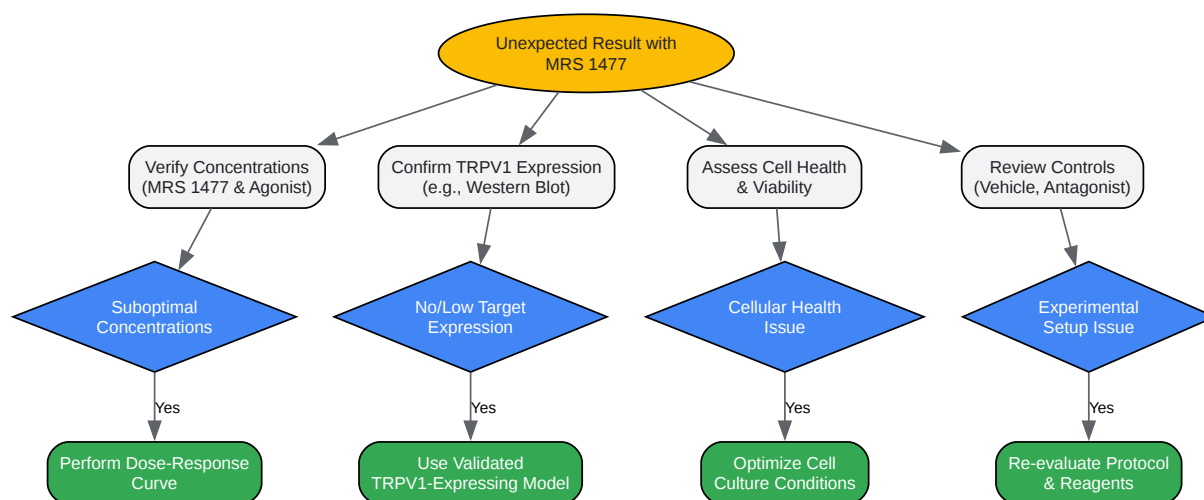 Unexpected Result with
MRS 1477
Verify Concentrations
(MRS 1477 & Agonist)
Confirm TRPV1 Expression
(e.g., Western Blot)
Assess Cell Health
& Viability
Review Controls
(Vehicle, Antagonist)
Suboptimal
Concentrations
No/Low Target
Expression
Cellular Health
Issue
Experimental
Setup Issue
Yes
Yes
Yes
Yes
Perform Dose-Response
Curve
Use Validated
TRPV1-Expressing Model
Optimize Cell
Culture Conditions
Re-evaluate Protocol
& Reagents